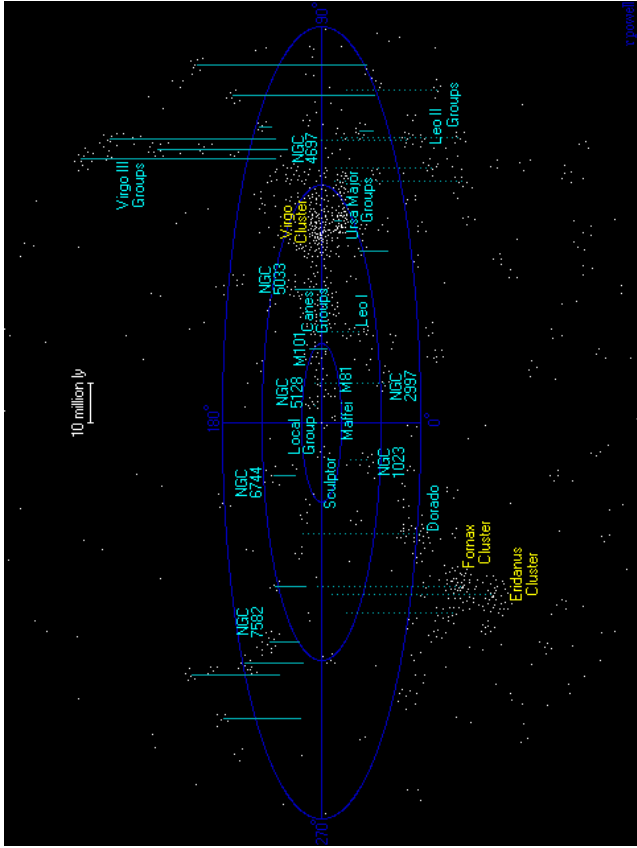 10 million ly
Virgo III
Groups
180°
NGC
7582
NGC
6744
NGC
5033
Local
Group
NGC
5128
M101
Virgo
Cluster
NGC
4697
Canes
Groups
270°
90°
Sculptor
Maffei
M81
Leo I
Ursa Major
Groups
NGC
1023
NGC
2997
Dorado
0°
Leo II
Groups
Fornax
Cluster
Eridanus
Cluster
cpowell